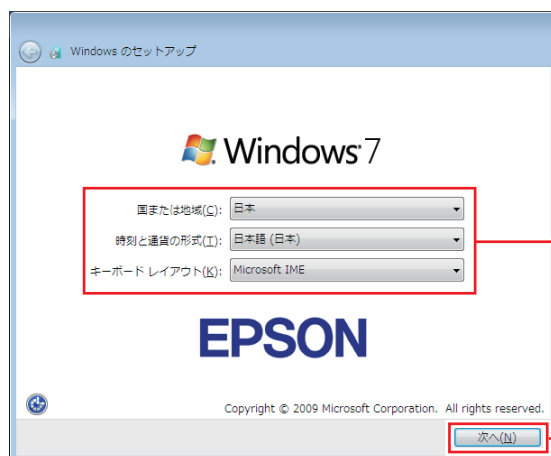 Windows のセットアップ
Windows 7
国または地域(C): 日本
時刻と通貨の形式(T): 日本語 (日本)
キーボード レイアウト(K): Microsoft IME
EPSON
Copyright © 2009 Microsoft Corporation. All rights reserved.
次へ(N)